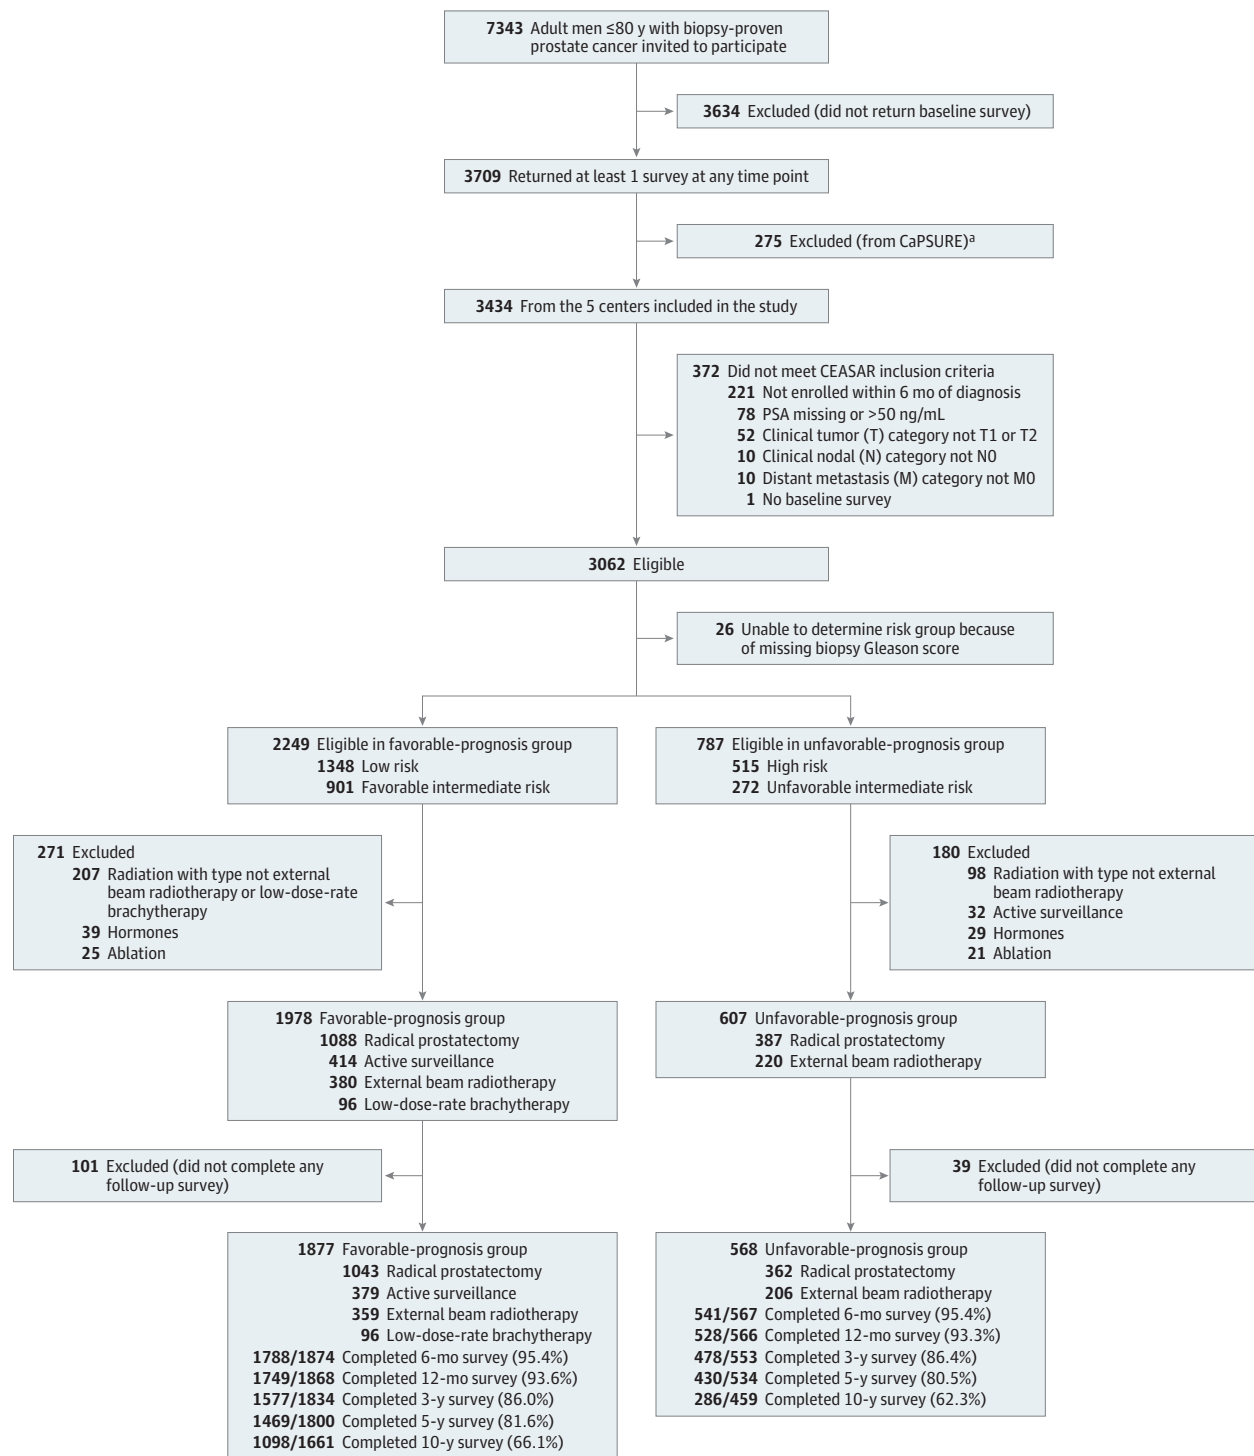 7343 Adult men ≤80 y with biopsy-proven
prostate cancer invited to participate
3634 Excluded (did not return baseline survey)
3709 Returned at least 1 survey at any time point
275 Excluded (from CaPSURE)a
3434 From the 5 centers included in the study
372 Did not meet CEASAR inclusion criteria
221 Not enrolled within 6 mo of diagnosis
78 PSA missing or >50 ng/mL
52 Clinical tumor (T) category not T1 or T2
10 Clinical nodal (N) category not N0
10 Distant metastasis (M) category not M0
1 No baseline survey
3062 Eligible
26 Unable to determine risk group because
of missing biopsy Gleason score
2249 Eligible in favorable-prognosis group
1348 Low risk
901 Favorable intermediate risk
787 Eligible in unfavorable-prognosis group
515 High risk
272 Unfavorable intermediate risk
271 Excluded
207 Radiation with type not external
beam radiotherapy or low-dose-rate
brachytherapy
39 Hormones
25 Ablation
180 Excluded
98 Radiation with type not external
beam radiotherapy
32 Active surveillance
29 Hormones
21 Ablation
1978 Favorable-prognosis group
1088 Radical prostatectomy
414 Active surveillance
380 External beam radiotherapy
96 Low-dose-rate brachytherapy
607 Unfavorable-prognosis group
387 Radical prostatectomy
220 External beam radiotherapy
101 Excluded (did not complete any
follow-up survey)
39 Excluded (did not complete any
follow-up survey)
1877 Favorable-prognosis group
1043 Radical prostatectomy
379 Active surveillance
359 External beam radiotherapy
96 Low-dose-rate brachytherapy
1788/1874 Completed 6-mo survey (95.4%)
1749/1868 Completed 12-mo survey (93.6%)
1577/1834 Completed 3-y survey (86.0%)
1469/1800 Completed 5-y survey (81.6%)
1098/1661 Completed 10-y survey (66.1%)
568 Unfavorable-prognosis group
362 Radical prostatectomy
206 External beam radiotherapy
541/567 Completed 6-mo survey (95.4%)
528/566 Completed 12-mo survey (93.3%)
478/553 Completed 3-y survey (86.4%)
430/534 Completed 5-y survey (80.5%)
286/459 Completed 10-y survey (62.3%)